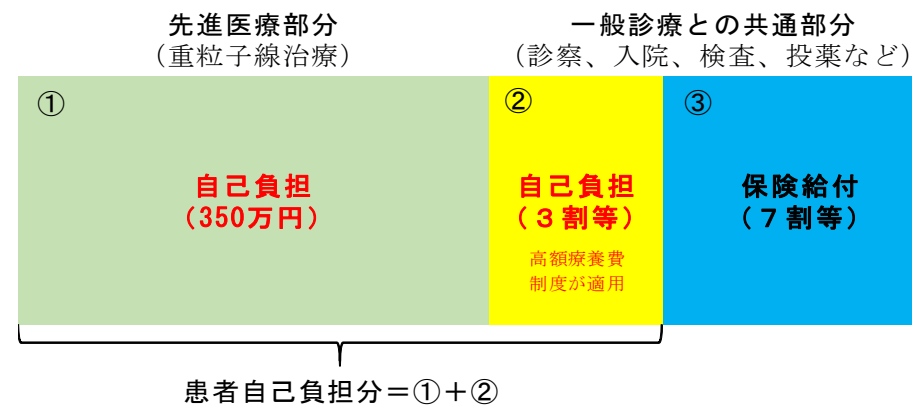 先進医療部分
（重粒子線治療）
一般診療との共通部分
（診察、入院、検査、投薬など）
①
自己負担
（350万円）
②
自己負担
（３割等）
高額療養費
制度が適用
③
保険給付
（７割等）
患者自己負担分＝①＋②